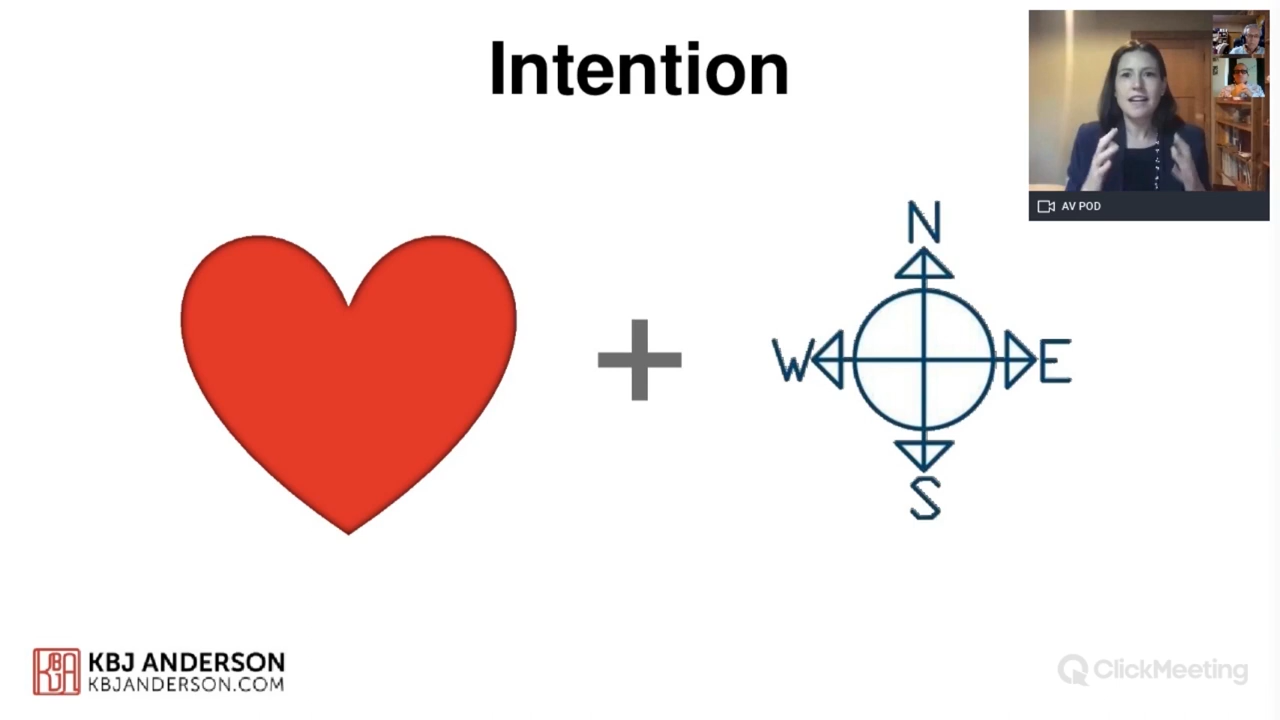 Intention
AV POD
N
W
E
S
KBJ ANDERSON
KBJANDERSON.COM
ClickMeeting